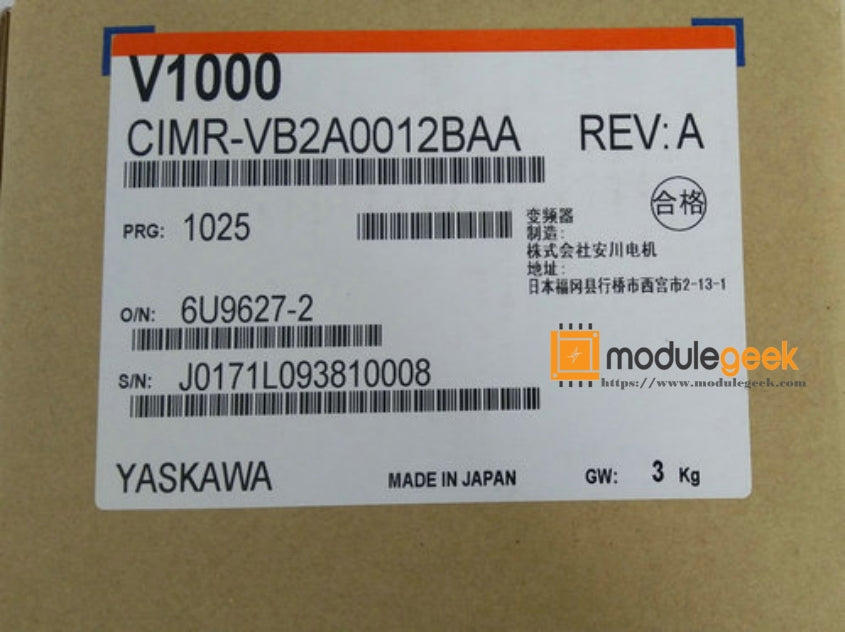 V1000
CIMR-VB2A0012BAA REV: A
合格
PRG: 1025
变频器
制造:
株式会社安川电机
地址:
日本福冈县行桥市西宫市2-13-1
O/N: 6U9627-2
modulegeek
https://www.modulegeek.com
S/N: J0171L093810008
YASKAWA MADE IN JAPAN GW: 3 Kg